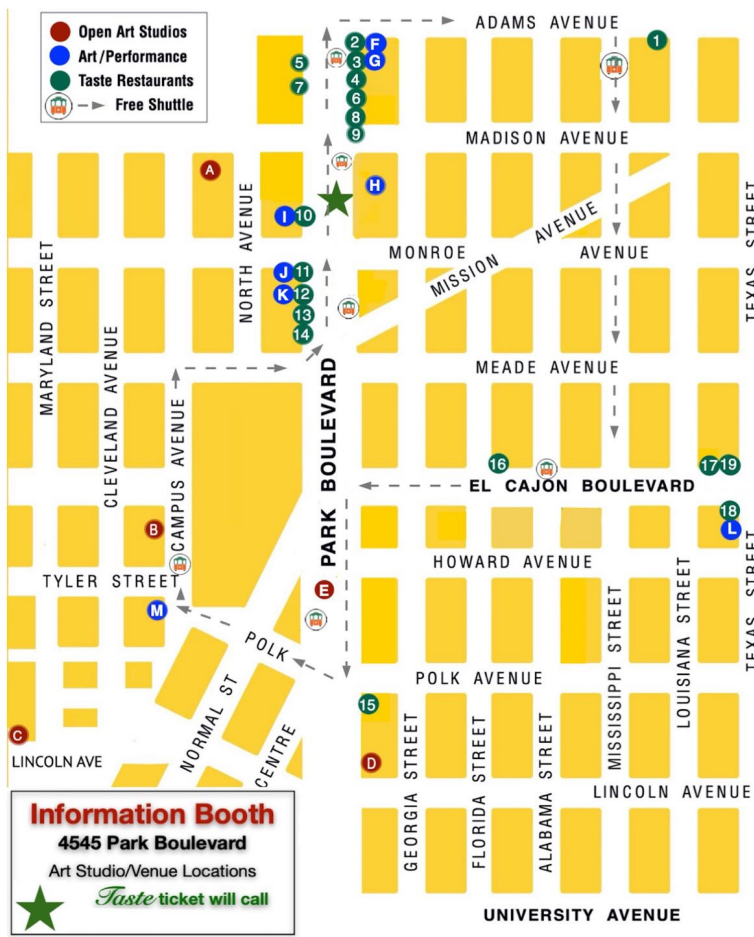 Open Art Studios
Art/Performance
Taste Restaurants
Free Shuttle
ADAMS AVENUE
1
2
F
3
G
4
5
6
7
8
9
MADISON AVENUE
A
H
NORTH AVENUE
I
10
MONROE
AVENUE
MISSION AVENUE
TEXAS STREET
MARYLAND STREET
J
11
K
12
13
14
MEADE AVENUE
CLEVELAND AVENUE
CAMPUS AVENUE
PARK BOULEVARD
16
17
19
EL CAJON BOULEVARD
18
L
B
HOWARD AVENUE
TYLER STREET
E
M
POLK
POLK AVENUE
MISSISSIPPI STREET
LOUISIANA STREET
TEXAS STREET
15
C
D
LINCOLN AVE
NORMAL ST
CENTRE
GEORGIA STREET
FLORIDA STREET
ALABAMA STREET
LINCOLN AVENUE
UNIVERSITY AVENUE
Information Booth
4545 Park Boulevard
Art Studio/Venue Locations
Taste ticket will call